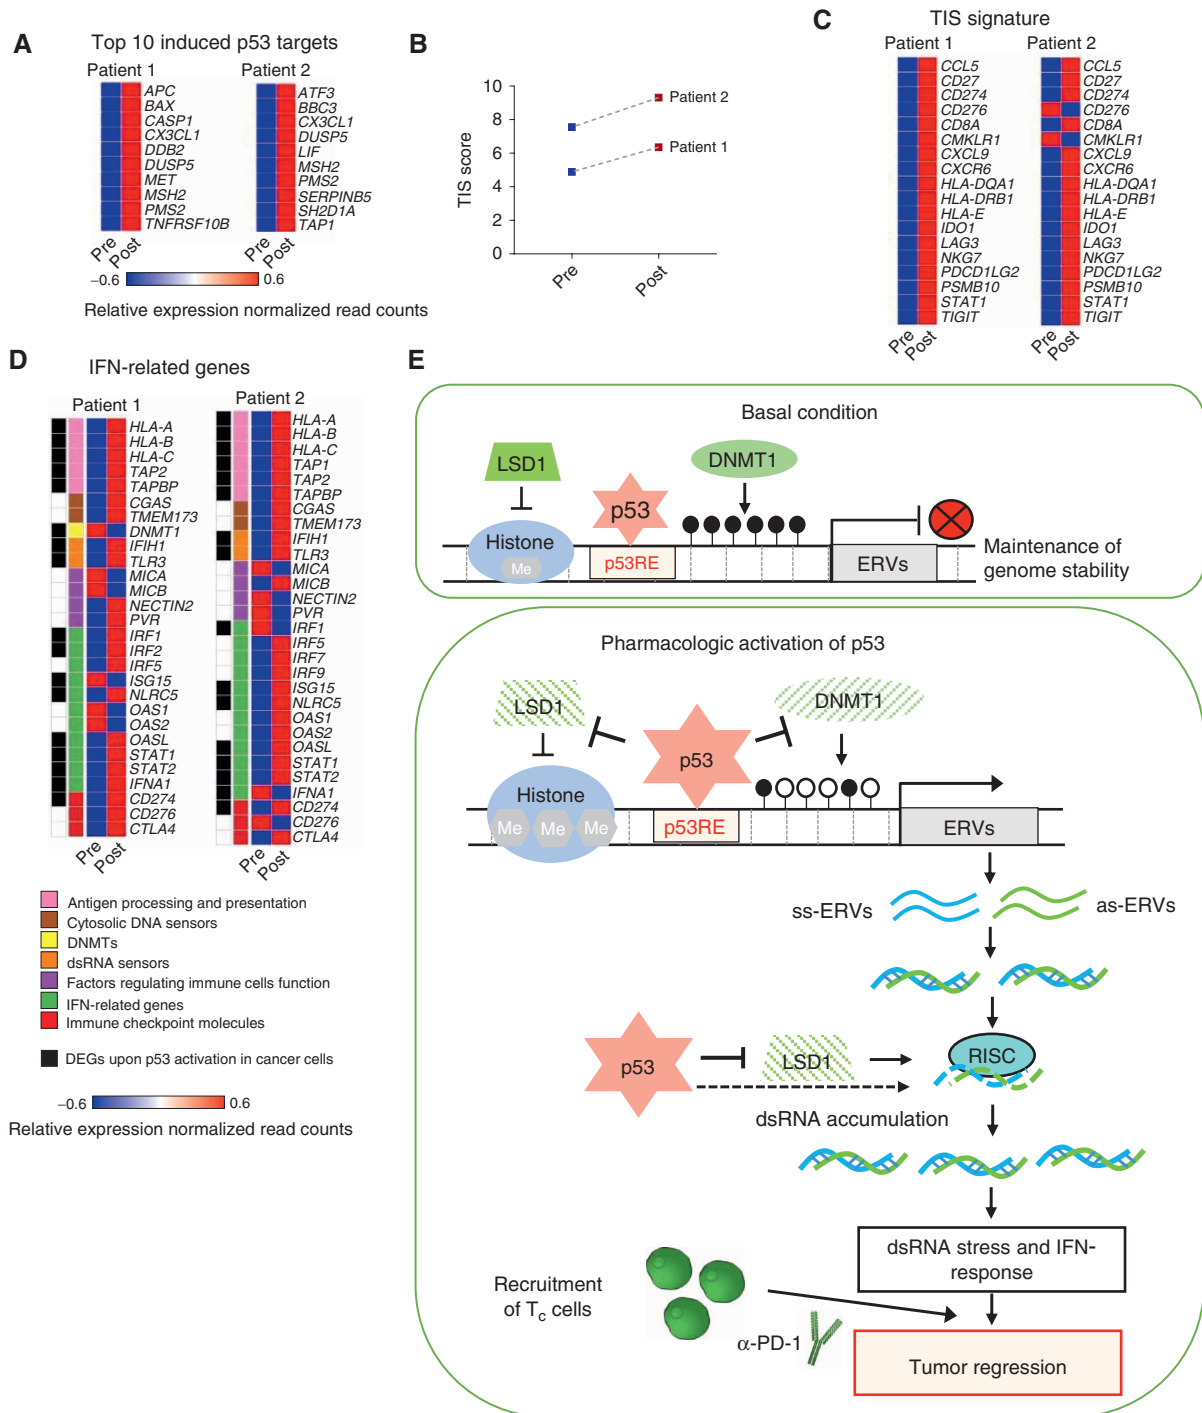 A
Top 10 induced p53 targets
Patient 1
Patient 2
APC
BAX
CASP1
CX3CL1
DDB2
DUSP5
MET
MSH2
PMS2
TNFRSF10B
ATF3
BBC3
CX3CL1
DUSP5
LIF
MSH2
PMS2
SERPINB5
SH2D1A
TAP1
Pre
Post
Pre
Post
−0.6
0.6
Relative expression normalized read counts
B
TIS score
10
8
6
4
2
0
Patient 2
Patient 1
Pre
Post
C
TIS signature
Patient 1
Patient 2
CCL5
CD27
CD274
CD276
CD8A
CMKLR1
CXCL9
CXCR6
HLA-DQA1
HLA-DRB1
HLA-E
IDO1
LAG3
NKG7
PDCD1LG2
PSMB10
STAT1
TIGIT
CCL5
CD27
CD274
CD276
CD8A
CMKLR1
CXCL9
CXCR6
HLA-DQA1
HLA-DRB1
HLA-E
IDO1
LAG3
NKG7
PDCD1LG2
PSMB10
STAT1
TIGIT
Pre
Post
Pre
Post
D
IFN-related genes
Patient 1
Patient 2
HLA-A
HLA-B
HLA-C
TAP2
TAPBP
CGAS
TMEM173
DNMT1
IFIH1
TLR3
MICA
MICB
NECTIN2
PVR
IRF1
IRF2
IRF5
ISG15
NLRC5
OAS1
OAS2
OASL
STAT1
STAT2
IFNA1
CD274
CD276
CTLA4
HLA-A
HLA-B
HLA-C
TAP1
TAP2
TAPBP
CGAS
TMEM173
IFIH1
TLR3
MICA
MICB
NECTIN2
PVR
IRF1
IRF5
IRF7
IRF9
ISG15
NLRC5
OAS1
OAS2
OASL
STAT1
STAT2
IFNA1
CD274
CD276
CTLA4
Pre
Post
Pre
Post
Antigen processing and presentation
Cytosolic DNA sensors
DNMTs
dsRNA sensors
Factors regulating immune cells function
IFN-related genes
Immune checkpoint molecules
DEGs upon p53 activation in cancer cells
−0.6
0.6
Relative expression normalized read counts
E
Basal condition
LSD1
DNMT1
p53
Histone
Me
p53RE
ERVs
Maintenance of
genome stability
Pharmacologic activation of p53
LSD1
DNMT1
p53
Histone
Me
Me
Me
p53RE
ERVs
ss-ERVs
as-ERVs
p53
LSD1
RISC
dsRNA accumulation
dsRNA stress and IFN-
response
Recruitment
of Tc cells
α-PD-1
Tumor regression